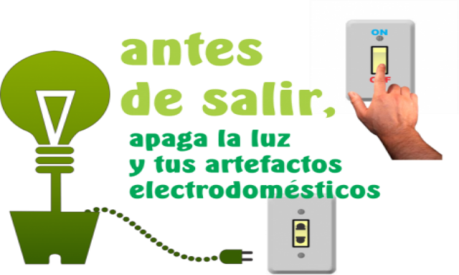 antes
de salir,
apaga la luz
y tus artefactos
electrodomésticos
ON
OFF